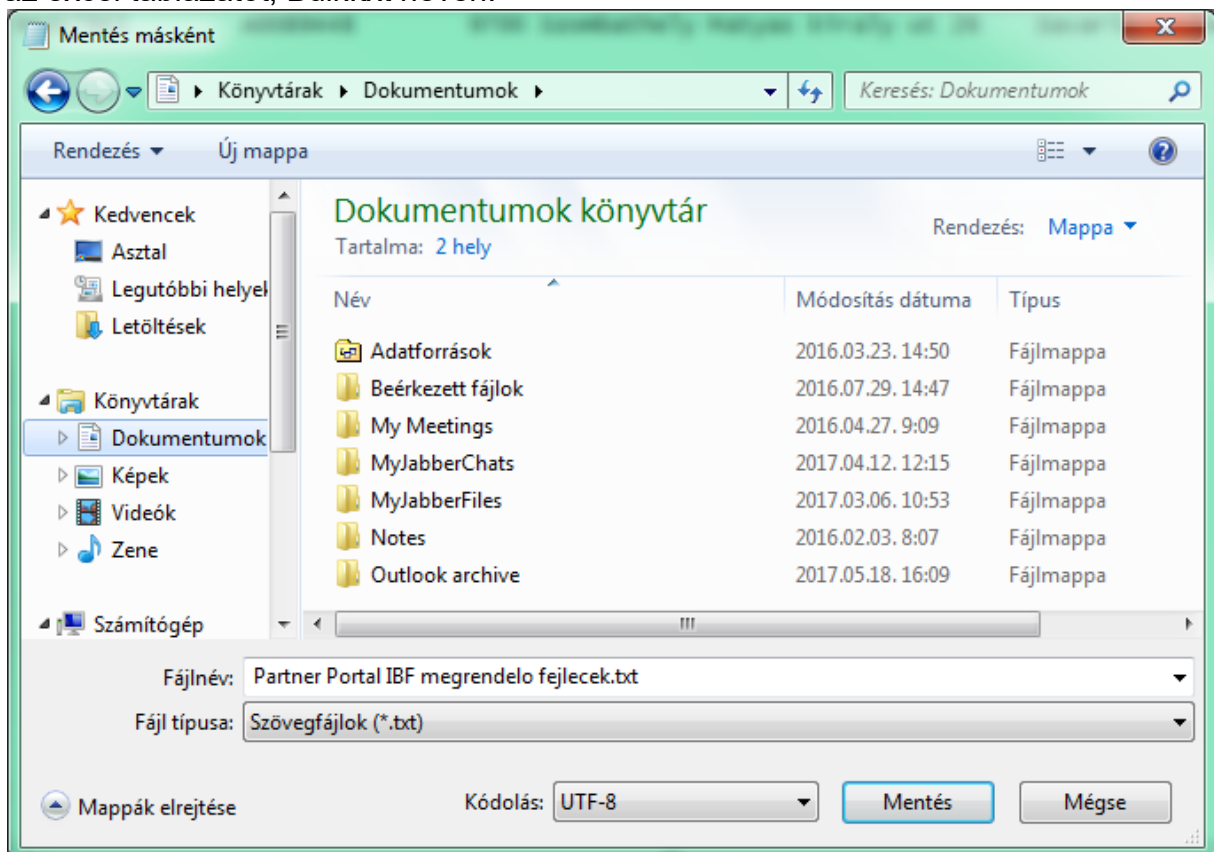 Mentés másként
Könyvtárak Dokumentumok
Keresés: Dokumentumok
Rendezés Új mappa
Kedvencek
Asztal
Legutóbbi helyek
Letöltések
Könyvtárak
Dokumentumok
Képek
Videók
Zene
Számítógép
Dokumentumok könyvtár
Tartalma: 2 hely
Rendezés: Mappa
Név Módosítás dátuma Típus
Adatforrások 2016.03.23. 14:50 Fájlmappa
Beérkezett fájlok 2016.07.29. 14:47 Fájlmappa
My Meetings 2016.04.27. 9:09 Fájlmappa
MyJabberChats 2017.04.12. 12:15 Fájlmappa
MyJabberFiles 2017.03.06. 10:53 Fájlmappa
Notes 2016.02.03. 8:07 Fájlmappa
Outlook archive 2017.05.18. 16:09 Fájlmappa
Fájlnév: Partner Portal IBF megrendelo fejlecek.txt
Fájl típusa: Szövegfájlok (*.txt)
Mappák elrejtése Kódolás: UTF-8 Mentés Mégse